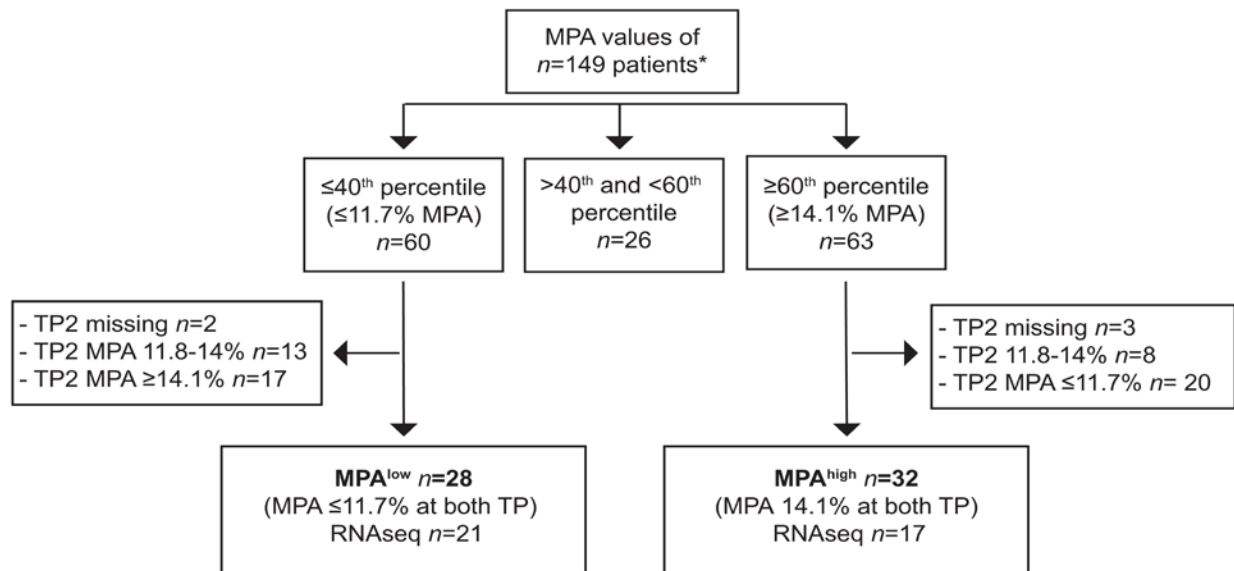 MPA values of
n=149 patients*
≤40th percentile
(≤11.7% MPA)
n=60
>40th and <60th
percentile
n=26
≥60th percentile
(≥14.1% MPA)
n=63
- TP2 missing n=2
- TP2 MPA 11.8-14% n=13
- TP2 MPA ≥14.1% n=17
- TP2 missing n=3
- TP2 11.8-14% n=8
- TP2 MPA ≤11.7% n= 20
MPAlow n=28
(MPA ≤11.7% at both TP)
RNAseq n=21
MPAhigh n=32
(MPA 14.1% at both TP)
RNAseq n=17